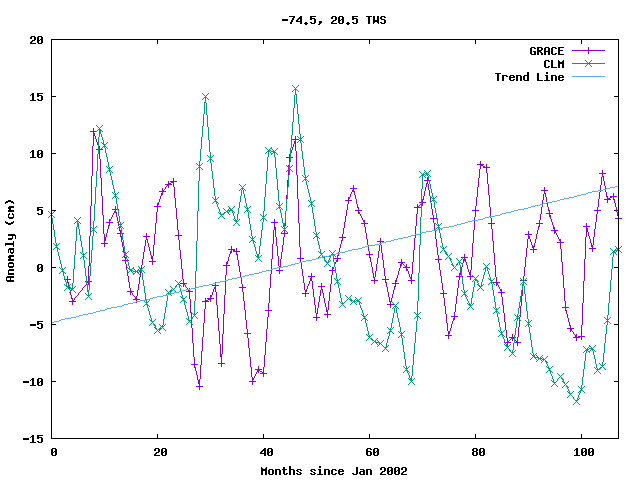 -74.5, 20.5 TWS
GRACE
CLM
Trend Line
20
15
10
5
0
-5
-10
-15
Anomaly (cm)
0 20 40 60 80 100
Months since Jan 2002